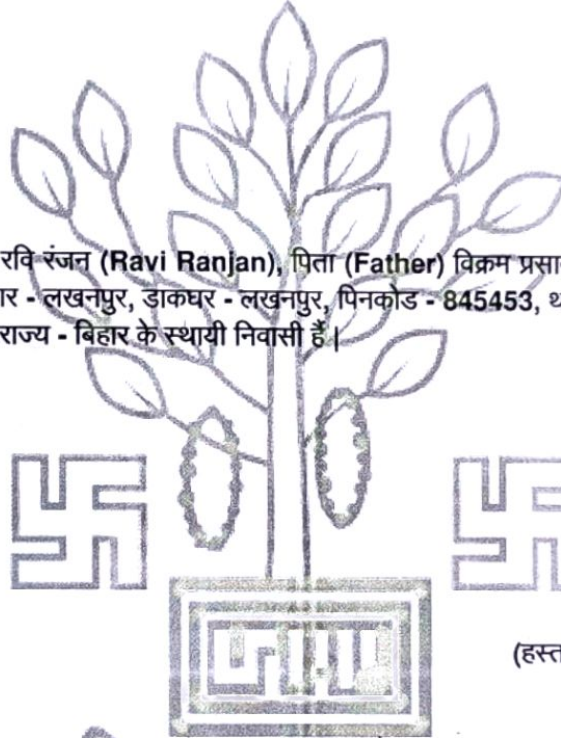 रवि रंजन (Ravi Ranjan), पिता (Father) विक्रम प्रसा
र - लखनपुर, डाकघर - लखनपुर, पिनकोड - 845453, थ
राज्य - बिहार के स्थायी निवासी हैं |
(हस्त